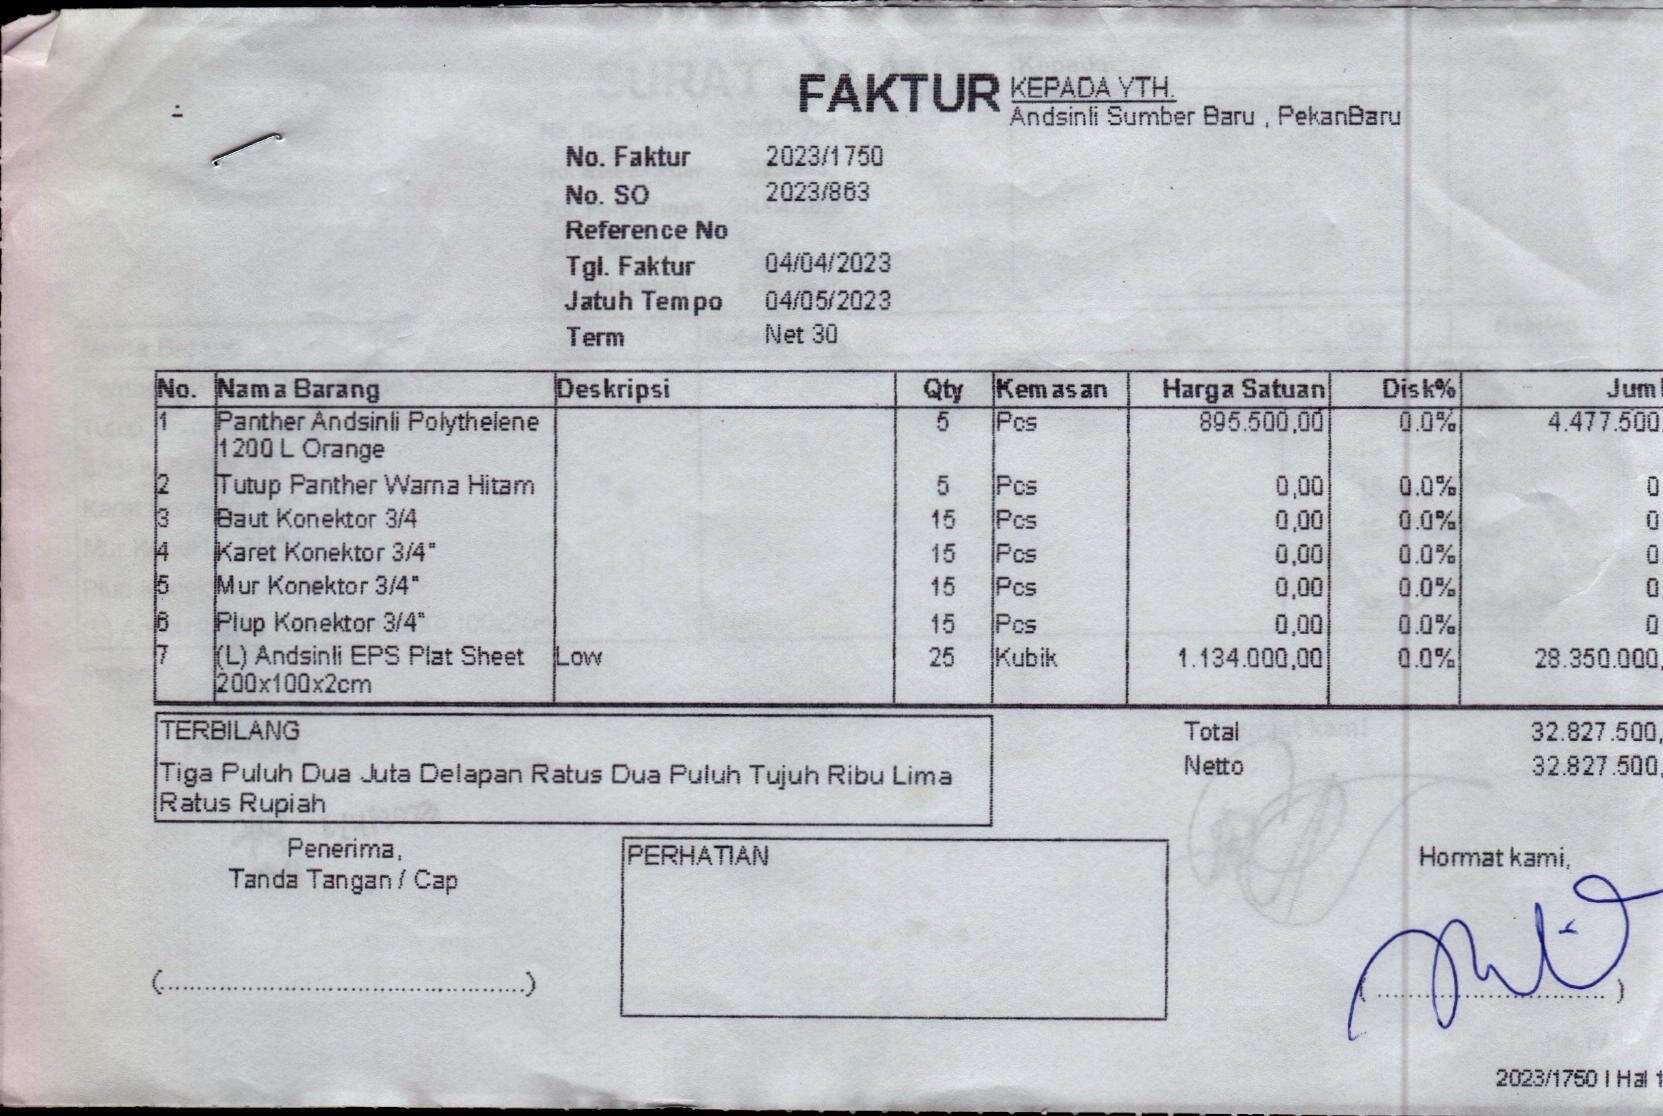 FAKTUR
KEPADA YTH.
Andsinli Sumber Baru , PekanBaru
No. Faktur 2023/1750
No. SO 2023/863
Reference No
Tgl. Faktur 04/04/2023
Jatuh Tempo 04/05/2023
Term Net 30
No. Nama Barang Deskripsi Qty Kemasan Harga Satuan Disk% Juml
1 Panther Andsinli Polythelene 5 Pcs 895.500,00 0.0% 4.477.500,
1200 L Orange
2 Tutup Panther Warna Hitam 5 Pcs 0,00 0.0% 0
3 Baut Konektor 3/4 15 Pcs 0,00 0.0% 0
4 Karet Konektor 3/4" 15 Pcs 0,00 0.0% 0
5 Mur Konektor 3/4" 15 Pcs 0,00 0.0% 0
6 Plup Konektor 3/4" 15 Pcs 0,00 0.0% 0
7 (L) Andsinli EPS Plat Sheet Low 25 Kubik 1.134.000,00 0.0% 28.350.000,
200x100x2cm
TERBILANG
Tiga Puluh Dua Juta Delapan Ratus Dua Puluh Tujuh Ribu Lima
Ratus Rupiah
Total 32.827.500,
Netto 32.827.500,
Penerima,
Tanda Tangan / Cap
(..............................................)
PERHATIAN
Hormat kami,
( .............................. )
2023/1750 | Hal 1